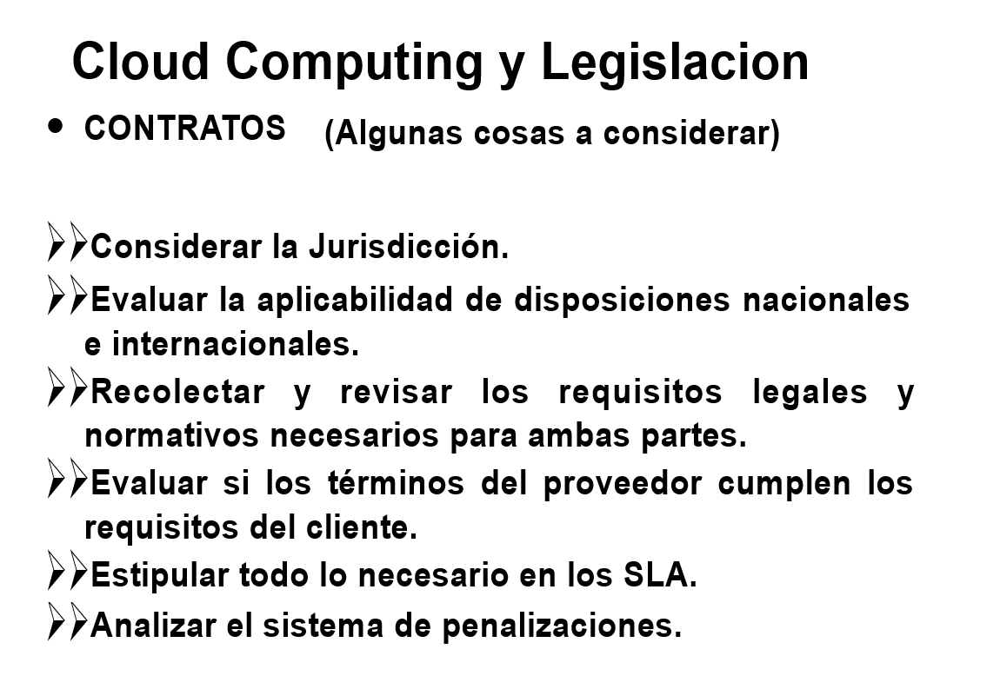 Cloud Computing y Legislacion
• CONTRATOS (Algunas cosas a considerar)
Considerar la Jurisdicción.
Evaluar la aplicabilidad de disposiciones nacionales
e internacionales.
Recolectar y revisar los requisitos legales y
normativos necesarios para ambas partes.
Evaluar si los términos del proveedor cumplen los
requisitos del cliente.
Estipular todo lo necesario en los SLA.
Analizar el sistema de penalizaciones.